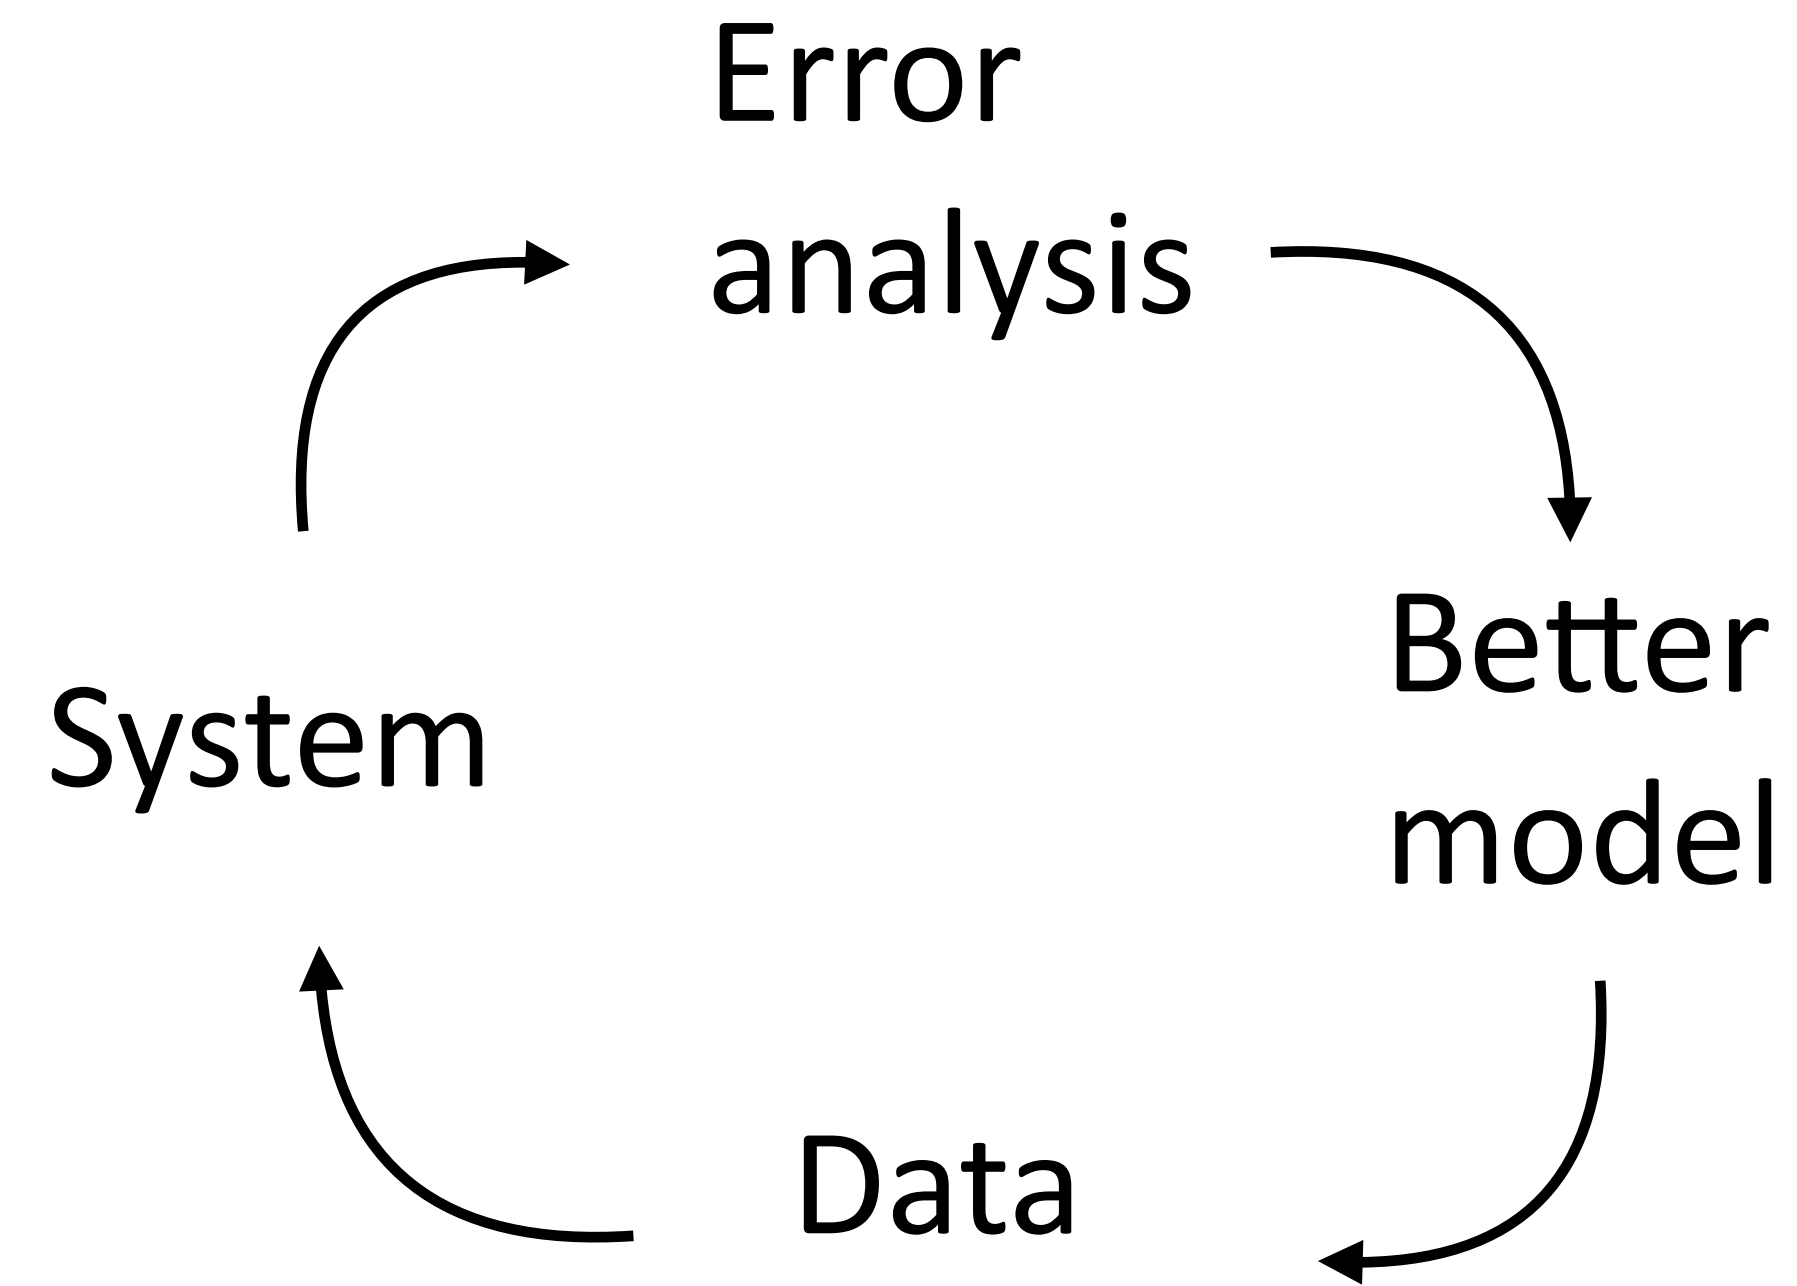 Error
analysis
System
Better
model
Data